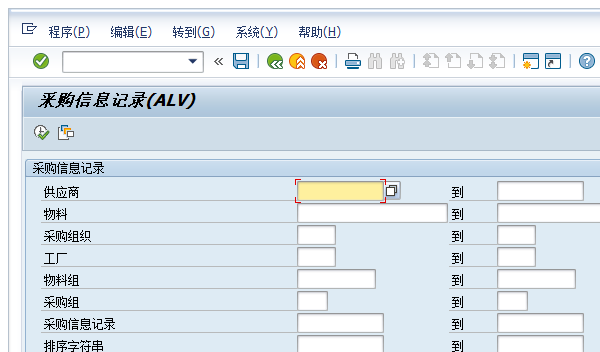 程序(P) 编辑(E) 转到(G) 系统(Y) 帮助(H)
采购信息记录(ALV)
采购信息记录
供应商 到
物料 到
采购组织 到
工厂 到
物料组 到
采购组 到
采购信息记录 到
排序字符串 到